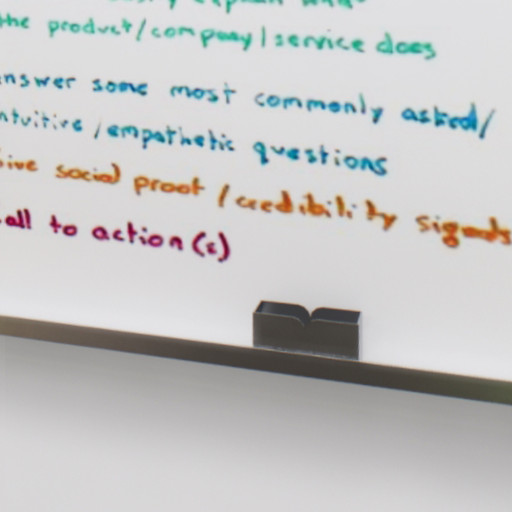 the product/company/service does
nswer some most commonly asked/
ntuitive/empathetic questions
ive social proof/credibility signals
all to action(s)